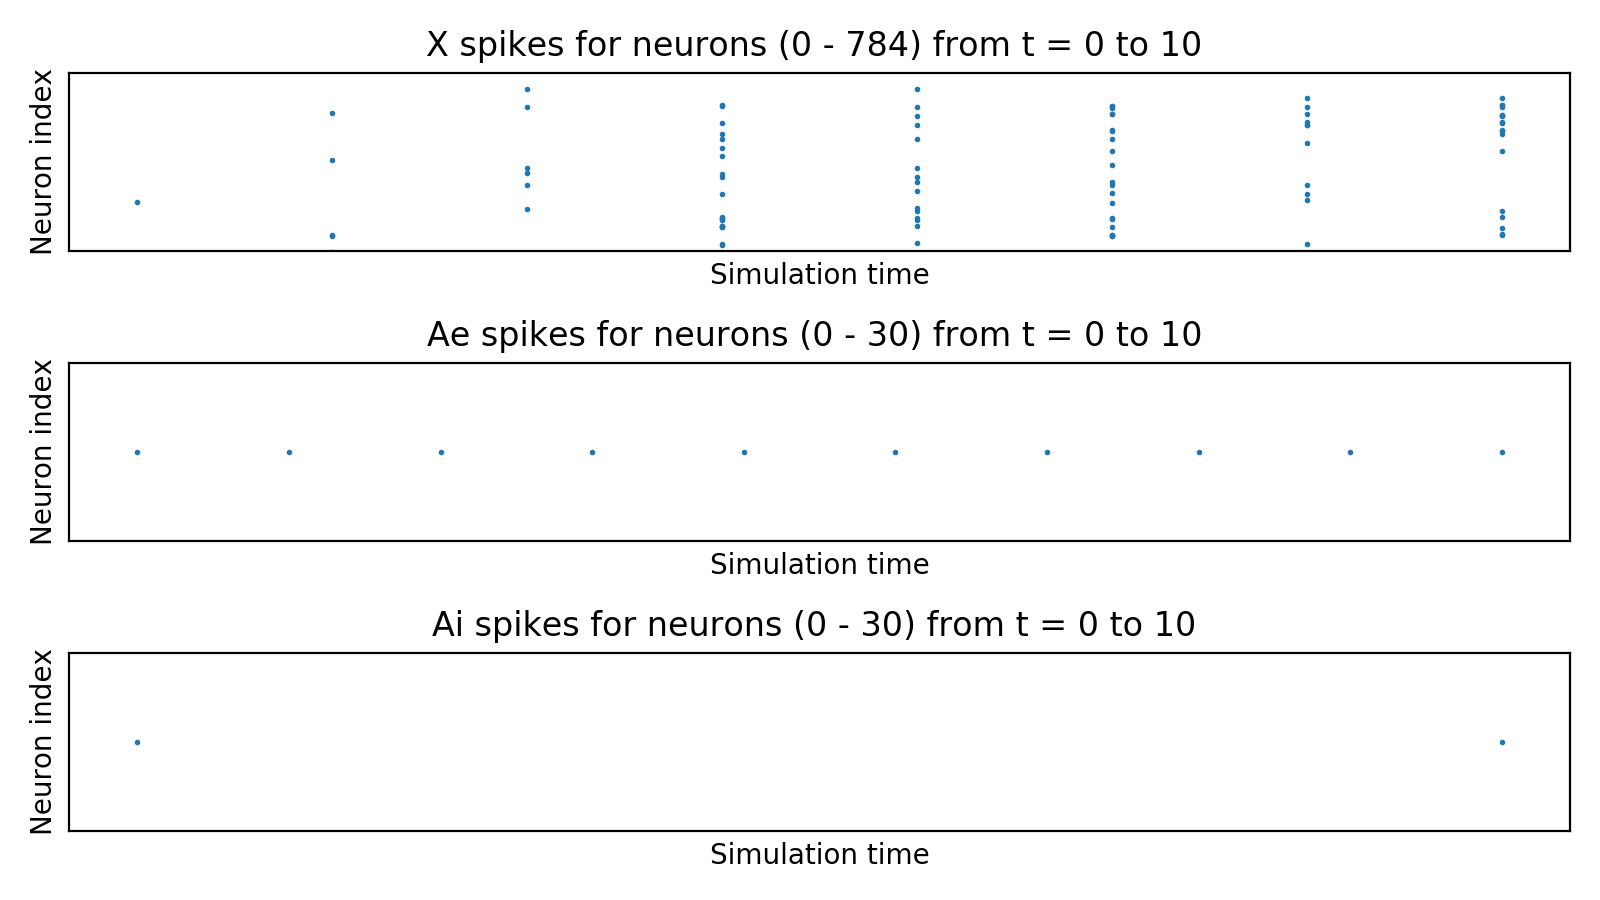 X spikes for neurons (0 - 784) from t = 0 to 10
Neuron index
Simulation time
Ae spikes for neurons (0 - 30) from t = 0 to 10
Neuron index
Simulation time
Ai spikes for neurons (0 - 30) from t = 0 to 10
Neuron index
Simulation time